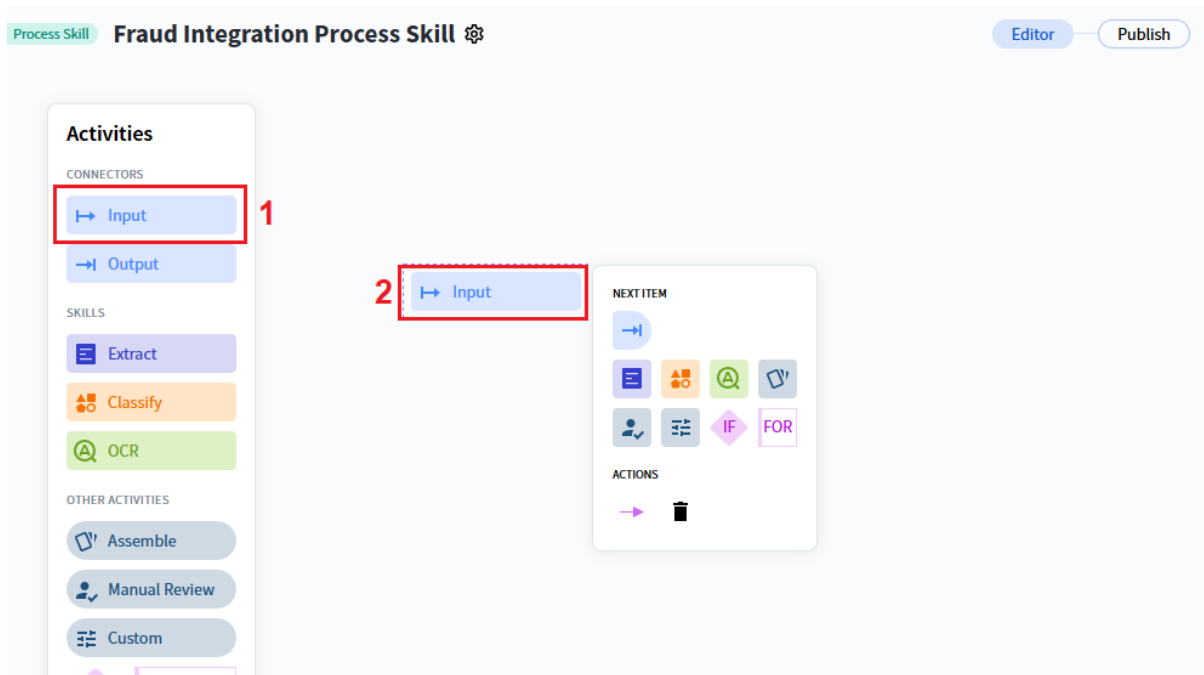 Process Skill Fraud Integration Process Skill
Editor Publish
Activities
CONNECTORS
Input 1
Output
2 Input
NEXT ITEM
SKILLS
Extract
Classify
OCR
IF FOR
ACTIONS
OTHER ACTIVITIES
Assemble
Manual Review
Custom